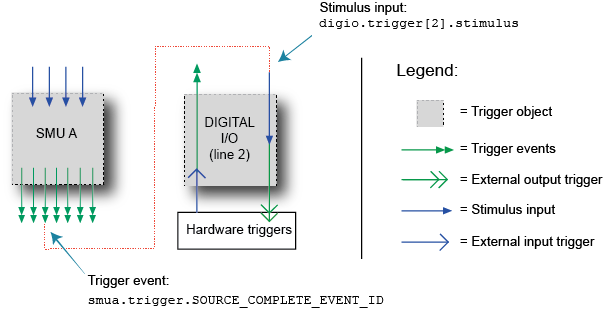 Stimulus input:
digio.trigger[2].stimulus
SMU A
DIGITAL
I/O
(line 2)
Hardware triggers
Trigger event:
smua.trigger.SOURCE_COMPLETE_EVENT_ID
Legend:
= Trigger object
= Trigger events
= External output trigger
= Stimulus input
= External input trigger